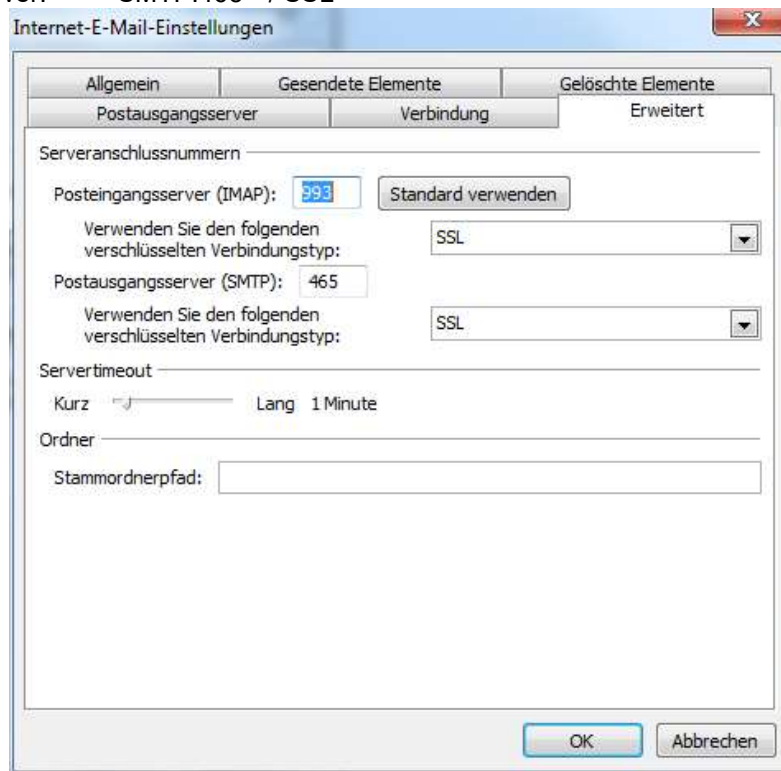 Internet-E-Mail-Einstellungen
Allgemein Gesendete Elemente Gelöschte Elemente
Postausgangsserver Verbindung Erweitert
Serveranschlussnummern
Posteingangsserver (IMAP): 993 Standard verwenden
Verwenden Sie den folgenden
verschlüsselten Verbindungstyp: SSL
Postausgangsserver (SMTP): 465
Verwenden Sie den folgenden
verschlüsselten Verbindungstyp: SSL
Servertimeout
Kurz Lang 1 Minute
Ordner
Stammordnerpfad:
OK Abbrechen